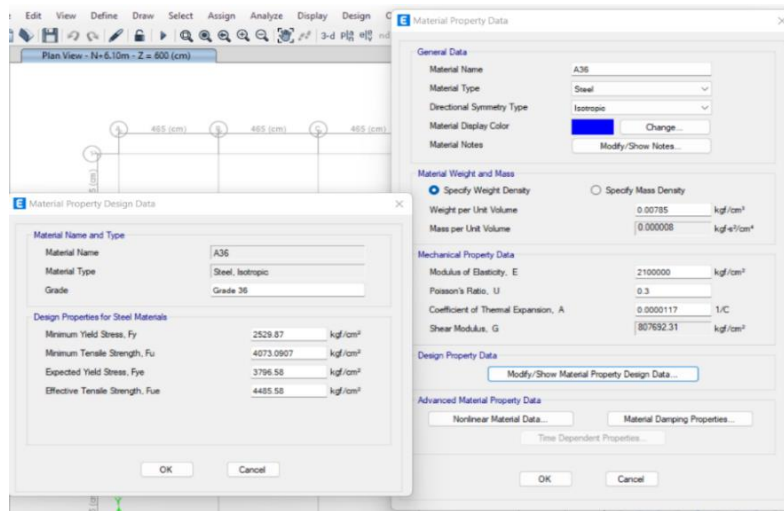 Edit View Define Draw Select Assign Analyze Display Design
3-d
Plan View - N+6.10m - Z = 600 (cm)
A 465 (cm) B 465 (cm) C 465 (cm)
Material Property Design Data
Material Name and Type
Material Name A36
Material Type Steel, Isotropic
Grade Grade 36
Design Properties for Steel Materials
Minimum Yield Stress, Fy 2529.87 kgf/cm²
Minimum Tensile Strength, Fu 4073.0907 kgf/cm²
Expected Yield Stress, Fye 3796.58 kgf/cm²
Effective Tensile Strength, Fue 4485.58 kgf/cm²
OK Cancel
Y
E Material Property Data
General Data
Material Name A36
Material Type Steel
Directional Symmetry Type Isotropic
Material Display Color Change...
Material Notes Modify/Show Notes...
Material Weight and Mass
Specify Weight Density Specify Mass Density
Weight per Unit Volume 0.00785 kgf/cm³
Mass per Unit Volume 0.000008 kgf-s²/cm⁴
Mechanical Property Data
Modulus of Elasticity, E 2100000 kgf/cm²
Poisson's Ratio, U 0.3
Coefficient of Thermal Expansion, A 0.0000117 1/C
Shear Modulus, G 807692.31 kgf/cm²
Design Property Data
Modify/Show Material Property Design Data...
Advanced Material Property Data
Nonlinear Material Data... Material Damping Properties...
Time Dependent Properties...
OK Cancel